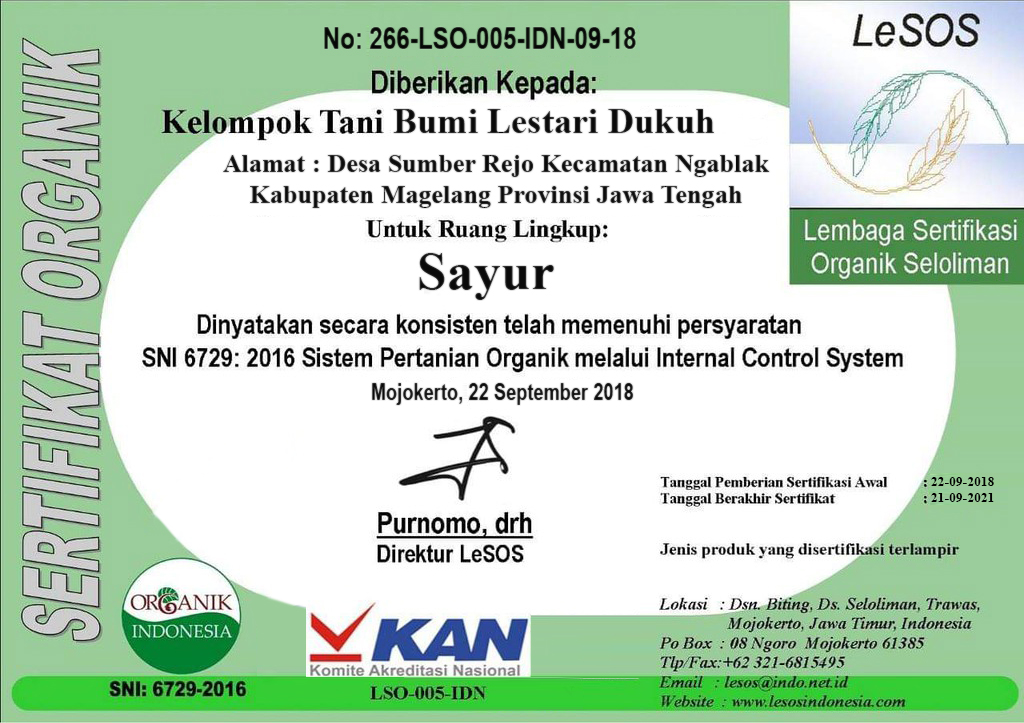 SERTIFIKAT ORGANIK
No: 266-LSO-005-IDN-09-18
Diberikan Kepada:
Kelompok Tani Bumi Lestari Dukuh
Alamat : Desa Sumber Rejo Kecamatan Ngablak
Kabupaten Magelang Provinsi Jawa Tengah
Untuk Ruang Lingkup:
Sayur
Dinyatakan secara konsisten telah memenuhi persyaratan
SNI 6729: 2016 Sistem Pertanian Organik melalui Internal Control System
Mojokerto, 22 September 2018
Purnomo, drh
Direktur LeSOS
LeSOS
Lembaga Sertifikasi
Organik Seloliman
Tanggal Pemberian Sertifikasi Awal : 22-09-2018
Tanggal Berakhir Sertifikat : 21-09-2021
Jenis produk yang disertifikasi terlampir
Lokasi : Dsn. Biting, Ds. Seloliman, Trawas,
Mojokerto, Jawa Timur, Indonesia
Po Box : 08 Ngoro Mojokerto 61385
Tlp/Fax:+62 321-6815495
Email : lesos@indo.net.id
Website : www.lesosindonesia.com
ORGANIK
INDONESIA
SNI: 6729-2016
KAN
Komite Akreditasi Nasional
LSO-005-IDN